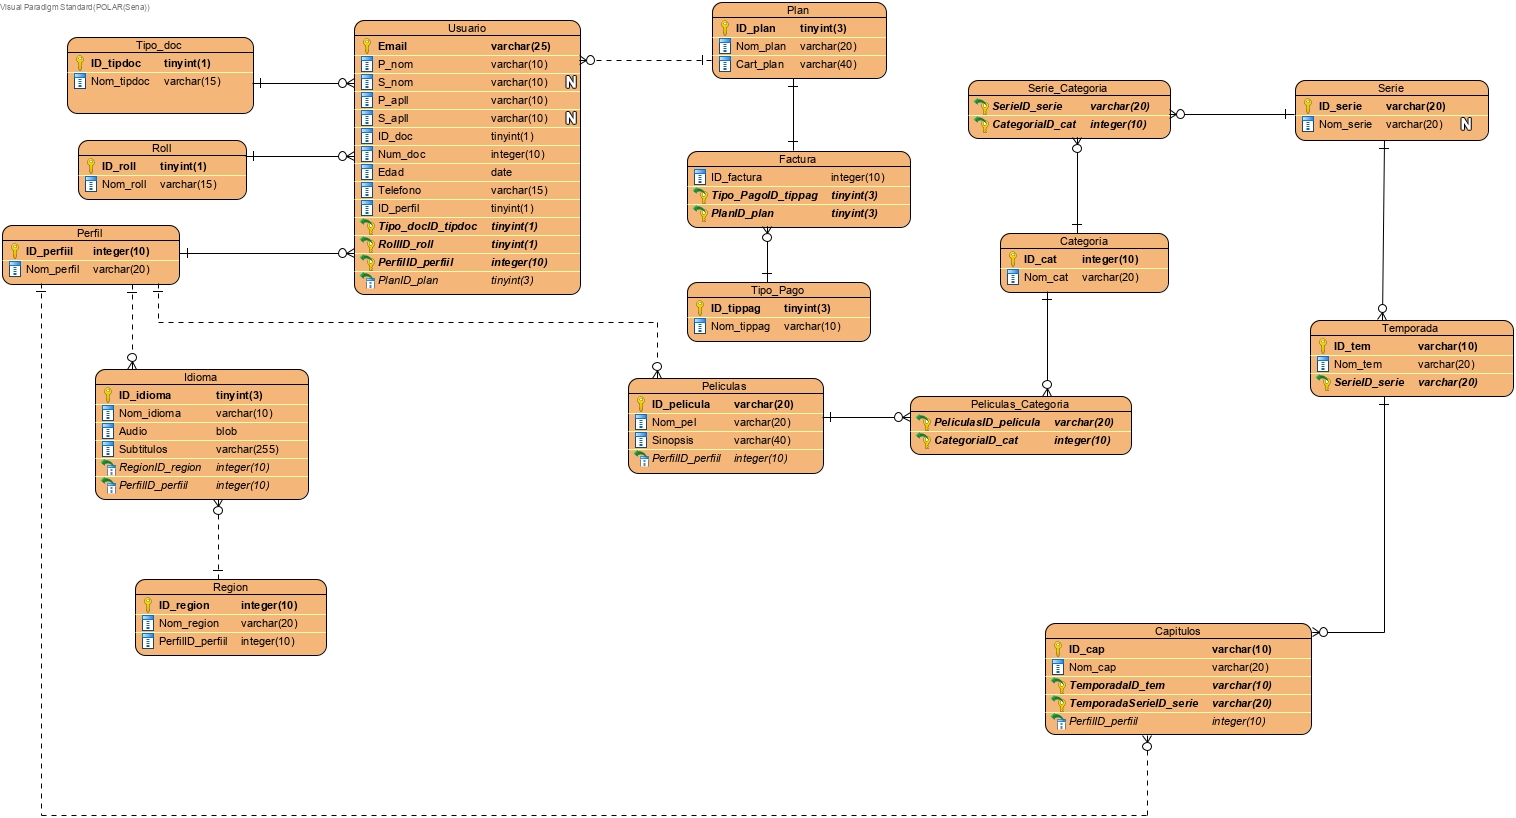 Visual Paradigm Standard(POLAR(Sena))
Tipo_doc
ID_tipdoc tinyint(1)
Nom_tipdoc varchar(15)
Roll
ID_roll tinyint(1)
Nom_roll varchar(15)
Perfil
ID_perfiil integer(10)
Nom_perfil varchar(20)
Usuario
Email varchar(25)
P_nom varchar(10)
S_nom varchar(10) N
P_apll varchar(10)
S_apll varchar(10) N
ID_doc tinyint(1)
Num_doc integer(10)
Edad date
Telefono varchar(15)
ID_perfil tinyint(1)
Tipo_docID_tipdoc tinyint(1)
RollID_roll tinyint(1)
PerfilID_perfiil integer(10)
PlanID_plan tinyint(3)
Plan
ID_plan tinyint(3)
Nom_plan varchar(20)
Cart_plan varchar(40)
Factura
ID_factura integer(10)
Tipo_PagoID_tippag tinyint(3)
PlanID_plan tinyint(3)
Tipo_Pago
ID_tippag tinyint(3)
Nom_tippag varchar(10)
Serie_Categoria
SerieID_serie varchar(20)
CategoriaID_cat integer(10)
Serie
ID_serie varchar(20)
Nom_serie varchar(20) N
Categoria
ID_cat integer(10)
Nom_cat varchar(20)
Temporada
ID_tem varchar(10)
Nom_tem varchar(20)
SerieID_serie varchar(20)
Idioma
ID_idioma tinyint(3)
Nom_idioma varchar(10)
Audio blob
Subtitulos varchar(255)
RegionID_region integer(10)
PerfilID_perfiil integer(10)
Peliculas
ID_pelicula varchar(20)
Nom_pel varchar(20)
Sinopsis varchar(40)
PerfilID_perfiil integer(10)
Peliculas_Categoria
PeliculasID_pelicula varchar(20)
CategoriaID_cat integer(10)
Region
ID_region integer(10)
Nom_region varchar(20)
PerfilID_perfiil integer(10)
Capitulos
ID_cap varchar(10)
Nom_cap varchar(20)
TemporadaID_tem varchar(10)
TemporadaSerieID_serie varchar(20)
PerfilID_perfiil integer(10)